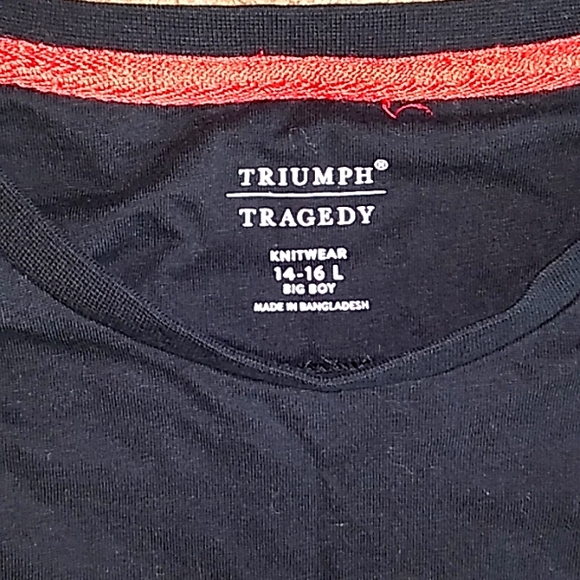 TRIUMPH®
TRAGEDY
KNITWEAR
14-16 L
BIG BOY
MADE IN BANGLADESH